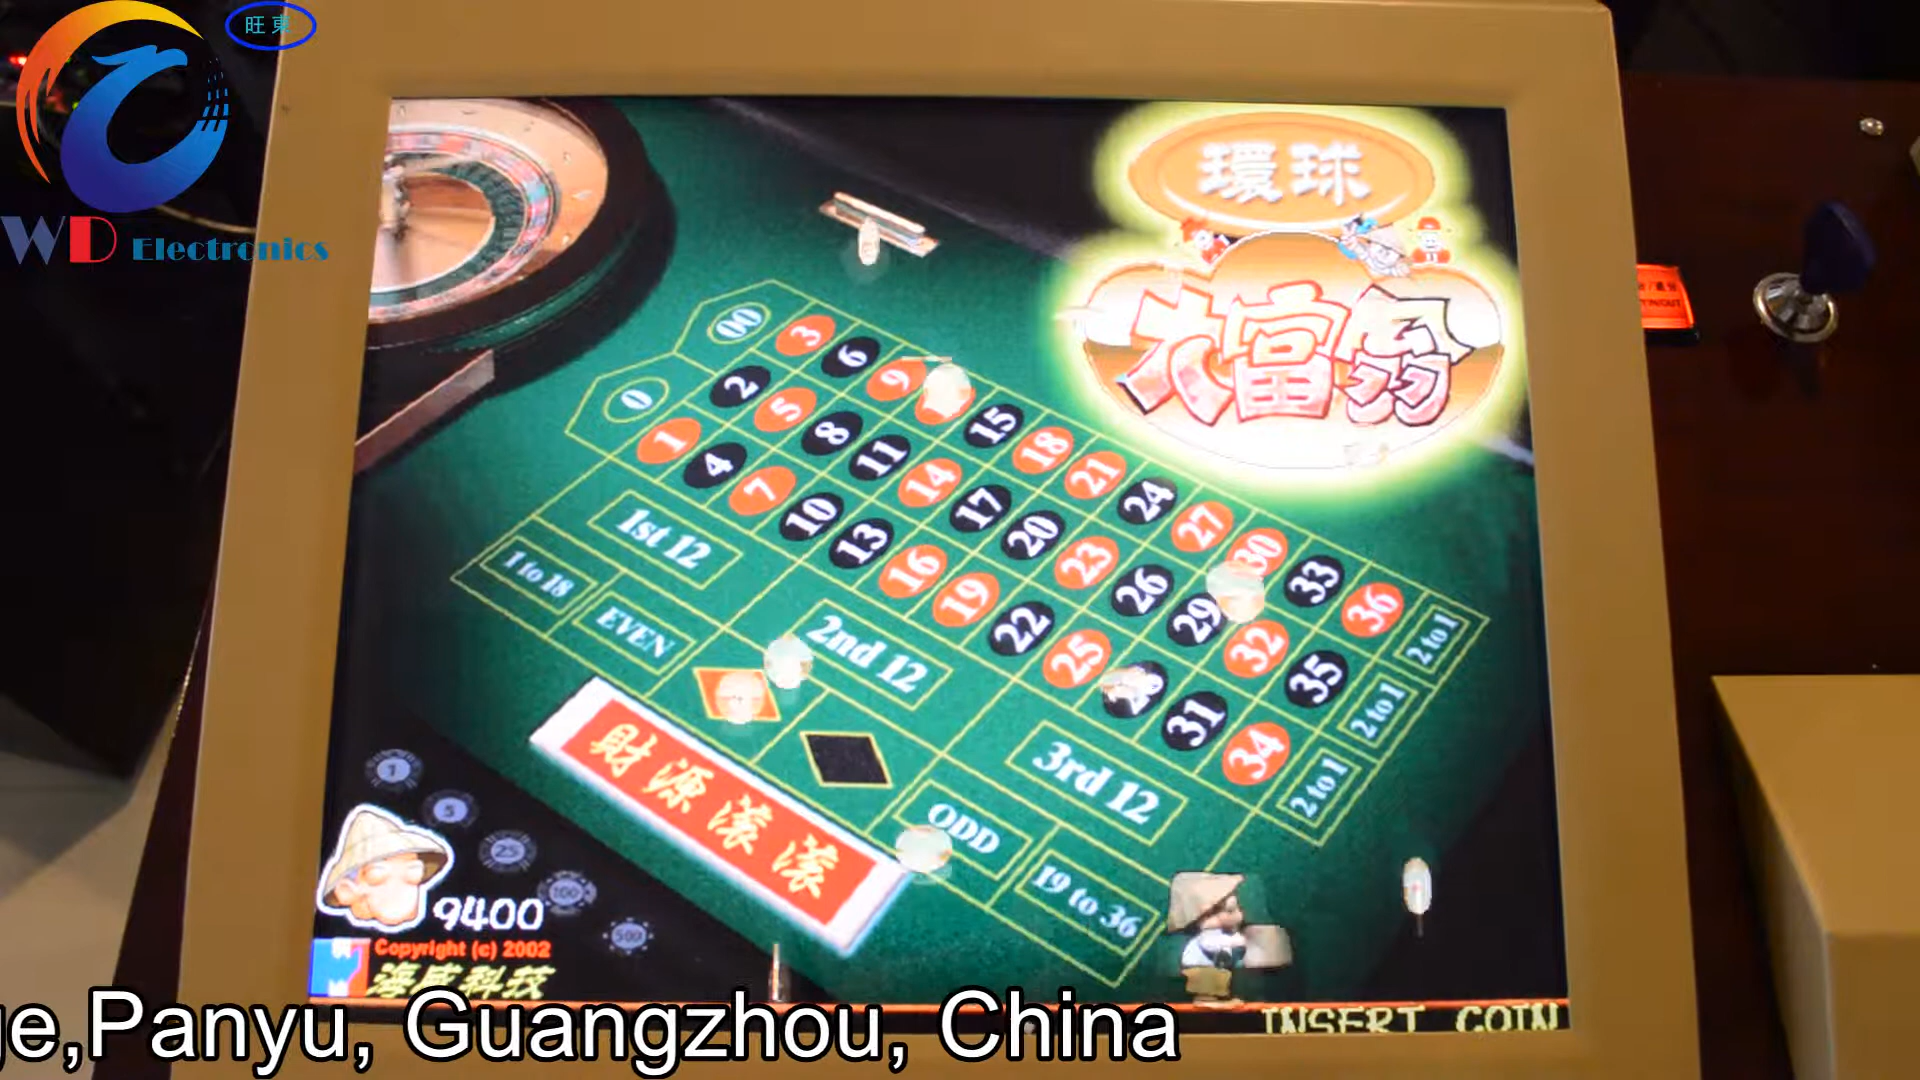 旺東
WD Electronics
環球
大富翁
00 3 6 9 15 18 21 24 27 30 33 36 2 to 1
0 2 5 8 11 14 17 20 23 26 29 32 35 2 to 1
1 4 7 10 13 16 19 22 25 28 31 34 2 to 1
1st 12 2nd 12 3rd 12
1 to 18 EVEN ODD 19 to 36
財源滾滾
1 5 25 100 500
9400
Copyright (c) 2002
海威科技
INSERT COIN
ge,Panyu, Guangzhou, China